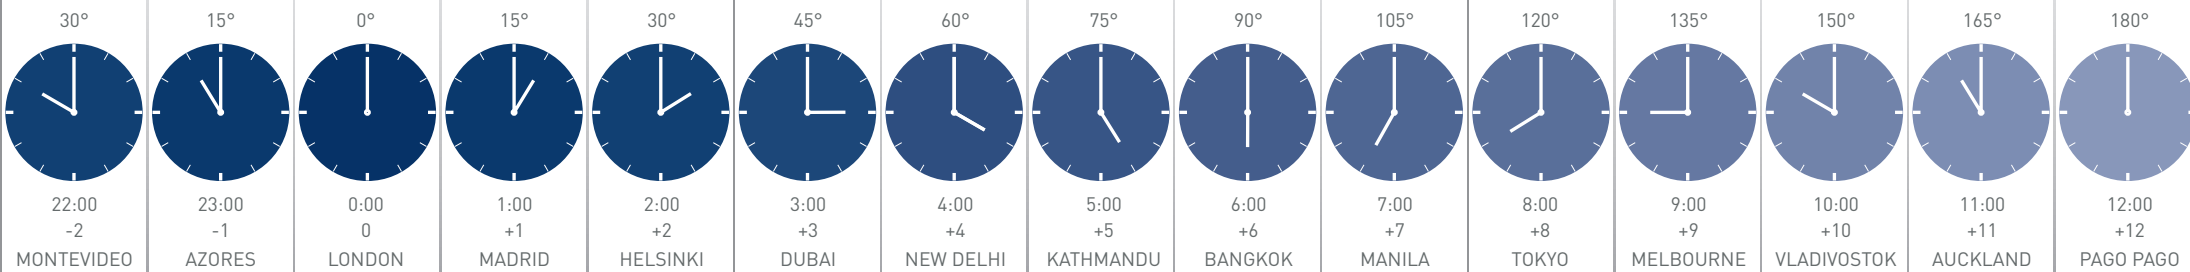 30° 15° 0° 15° 30° 45° 60° 75° 90° 105° 120° 135° 150° 165° 180°
22:00 23:00 0:00 1:00 2:00 3:00 4:00 5:00 6:00 7:00 8:00 9:00 10:00 11:00 12:00
-2 -1 0 +1 +2 +3 +4 +5 +6 +7 +8 +9 +10 +11 +12
MONTEVIDEO AZORES LONDON MADRID HELSINKI DUBAI NEW DELHI KATHMANDU BANGKOK MANILA TOKYO MELBOURNE VLADIVOSTOK AUCKLAND PAGO PAGO